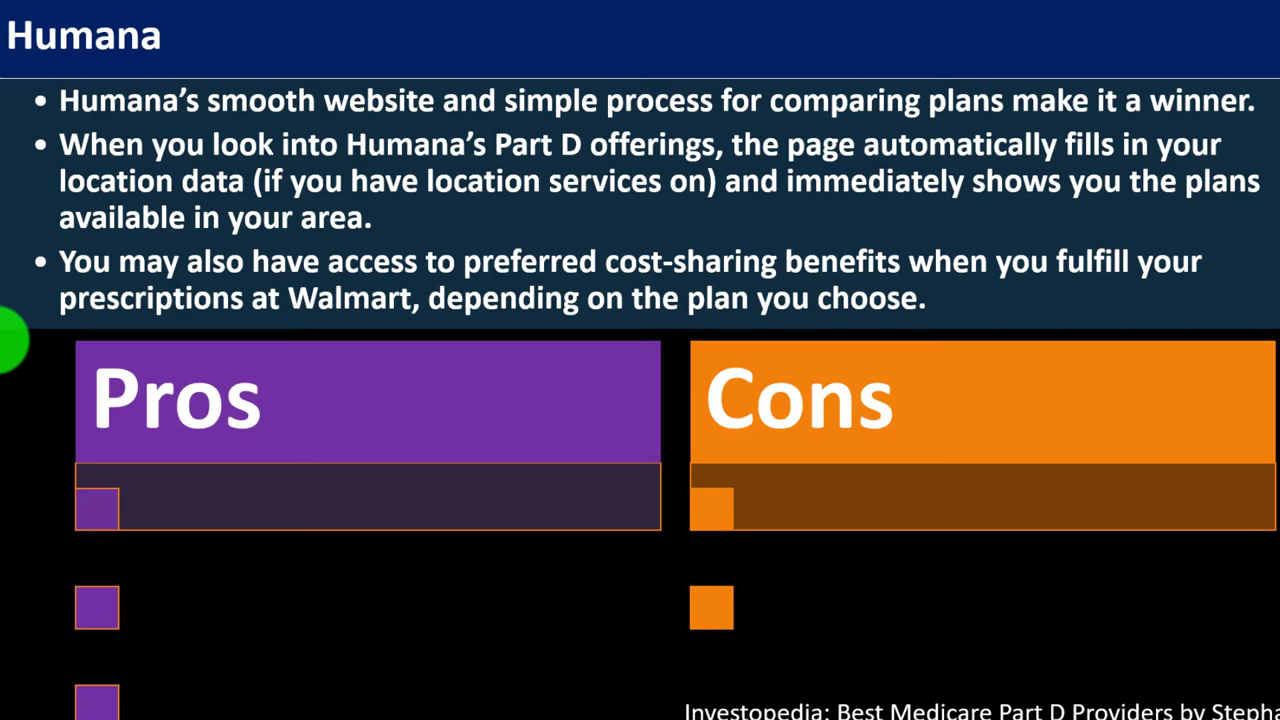 Humana
• Humana’s smooth website and simple process for comparing plans make it a winner.
• When you look into Humana’s Part D offerings, the page automatically fills in your
location data (if you have location services on) and immediately shows you the plans
available in your area.
• You may also have access to preferred cost-sharing benefits when you fulfill your
prescriptions at Walmart, depending on the plan you choose.
Pros
Cons
Investopedia: Best Medicare Part D Providers by